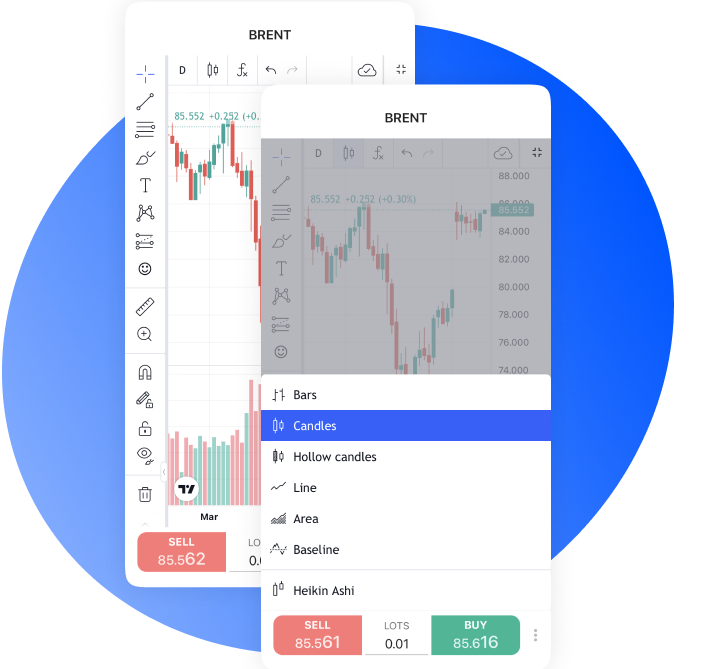 BRENT
D
85.552 +0.252 (+0.
Mar
SELL
85.562
LO
0.0
BRENT
D
85.552 +0.252 (+0.30%)
88.000
86.000
85.552
84.000
82.000
80.000
78.000
76.000
74.000
Bars
Candles
Hollow candles
Line
Area
Baseline
Heikin Ashi
SELL
85.561
LOTS
0.01
BUY
85.616